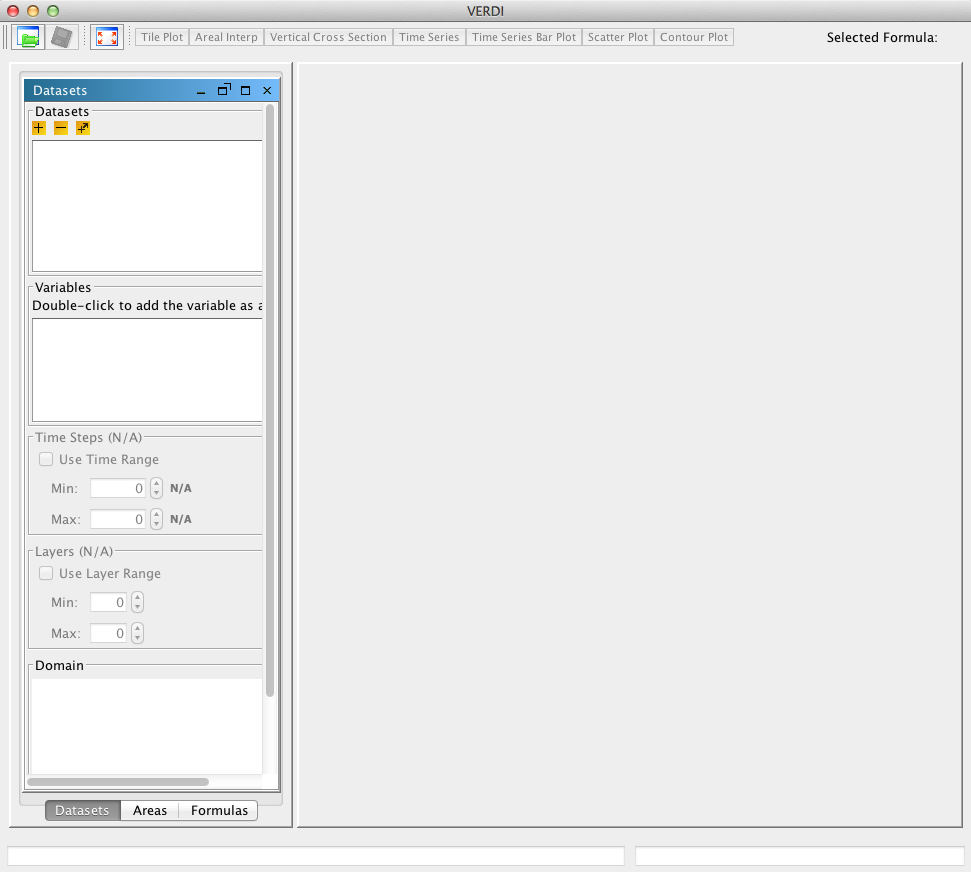 VERDI
Tile Plot Areal Interp Vertical Cross Section Time Series Time Series Bar Plot Scatter Plot Contour Plot Selected Formula:
Datasets
Datasets
Variables
Double-click to add the variable as a
Time Steps (N/A)
Use Time Range
Min: 0 N/A
Max: 0 N/A
Layers (N/A)
Use Layer Range
Min: 0
Max: 0
Domain
Datasets Areas Formulas